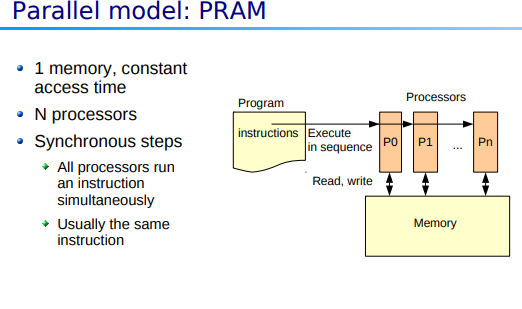 Parallel model: PRAM
1 memory, constant
access time
N processors
Synchronous steps
All processors run
an instruction
simultaneously
Usually the same
instruction
Program
Processors
instructions
Execute
in sequence
P0
P1
...
Pn
Read, write
Memory